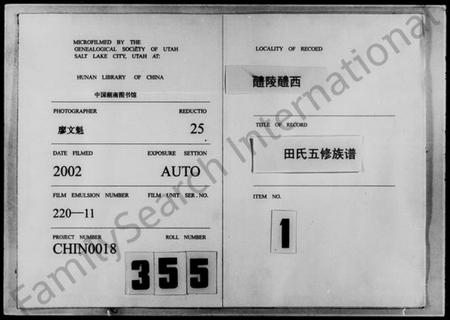 MICROFILMED BY THE
GENEALOGICAL SOCIETY OF UTAH
SALT LAKE CITY, UTAH AT:
HUNAN LIBRARY OF CHINA
中国湖南图书馆
PHOTOGRAPHER REDUCTIO
廖文魁 25
DATE FILMED EXPOSURE SETTION
2002 AUTO
FILM EMULSION NUMBER FILM UNIT SER. NO.
220—11
PROJECT NUMBER ROLL NUMBER
CHIN0018
355
LOCALITY OF RECOED
醴陵醴西
TITLE OF RECORD
田氏五修族谱
ITEM NO.
1
FamilySearch International